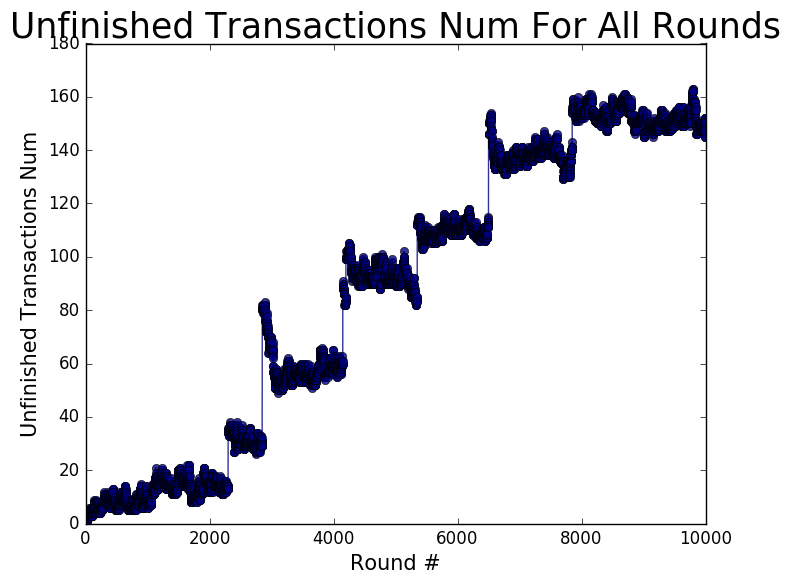 Unfinished Transactions Num For All Rounds
180
160
140
120
100
80
60
40
20
0
Unfinished Transactions Num
0 2000 4000 6000 8000 10000
Round #